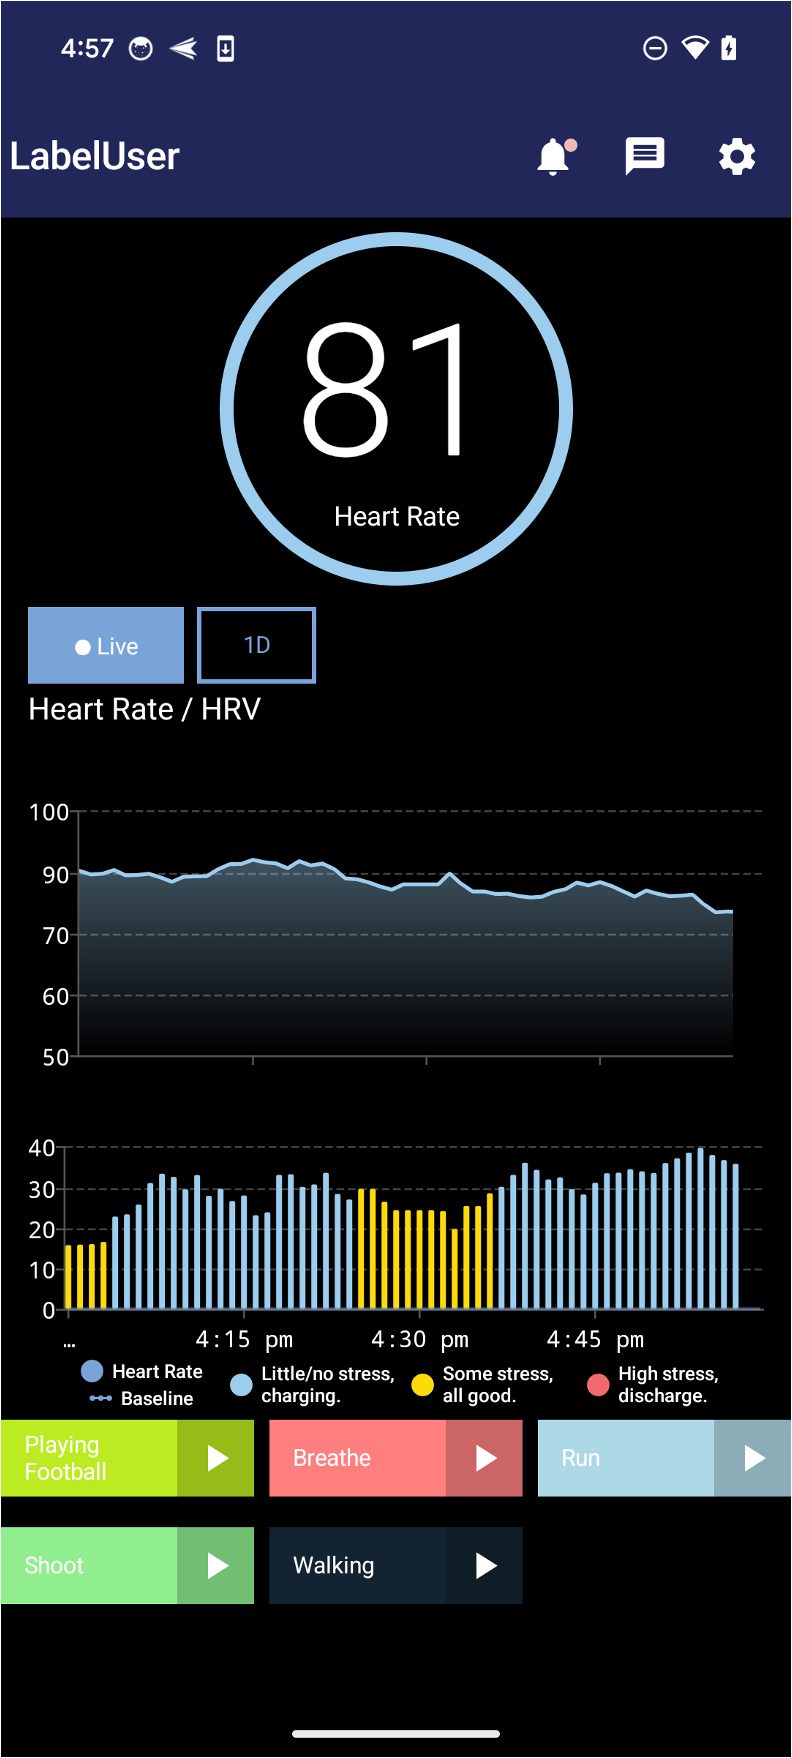 4:57
LabelUser
81
Heart Rate
Live
1D
Heart Rate / HRV
100
90
70
60
50
40
30
20
10
0
…
4:15 pm
4:30 pm
4:45 pm
Heart Rate
Baseline
Little/no stress,
charging.
Some stress,
all good.
High stress,
discharge.
Playing
Football
Breathe
Run
Shoot
Walking